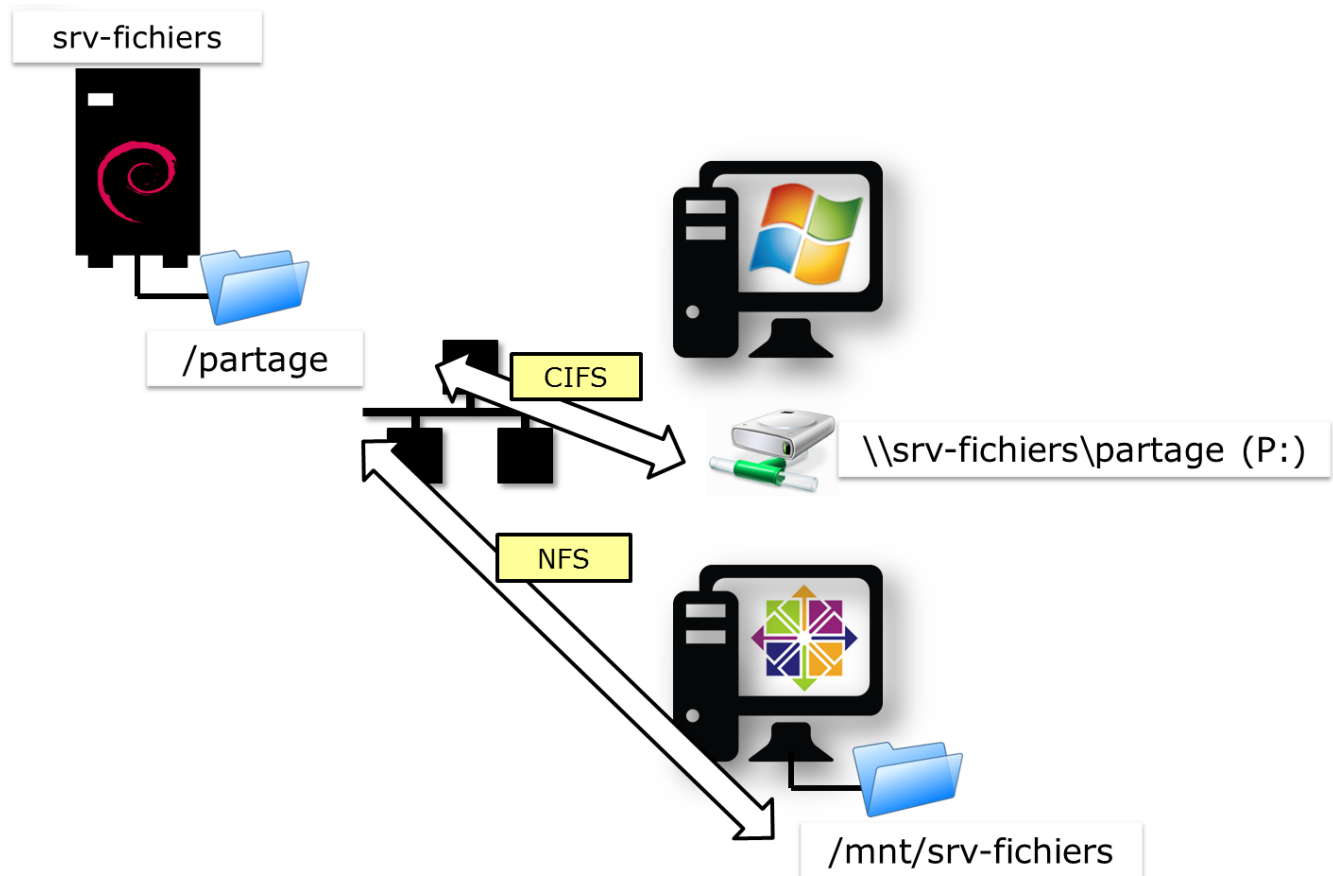 srv-fichiers
/partage
CIFS
\\srv-fichiers\partage (P:)
NFS
/mnt/srv-fichiers